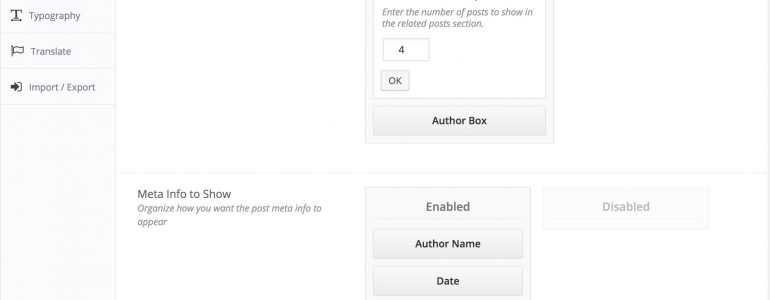 Typography
Translate
Import / Export
Enter the number of posts to show in
the related posts section.
4
OK
Author Box
Meta Info to Show
Organize how you want the post meta info to
appear
Enabled
Author Name
Date
Disabled